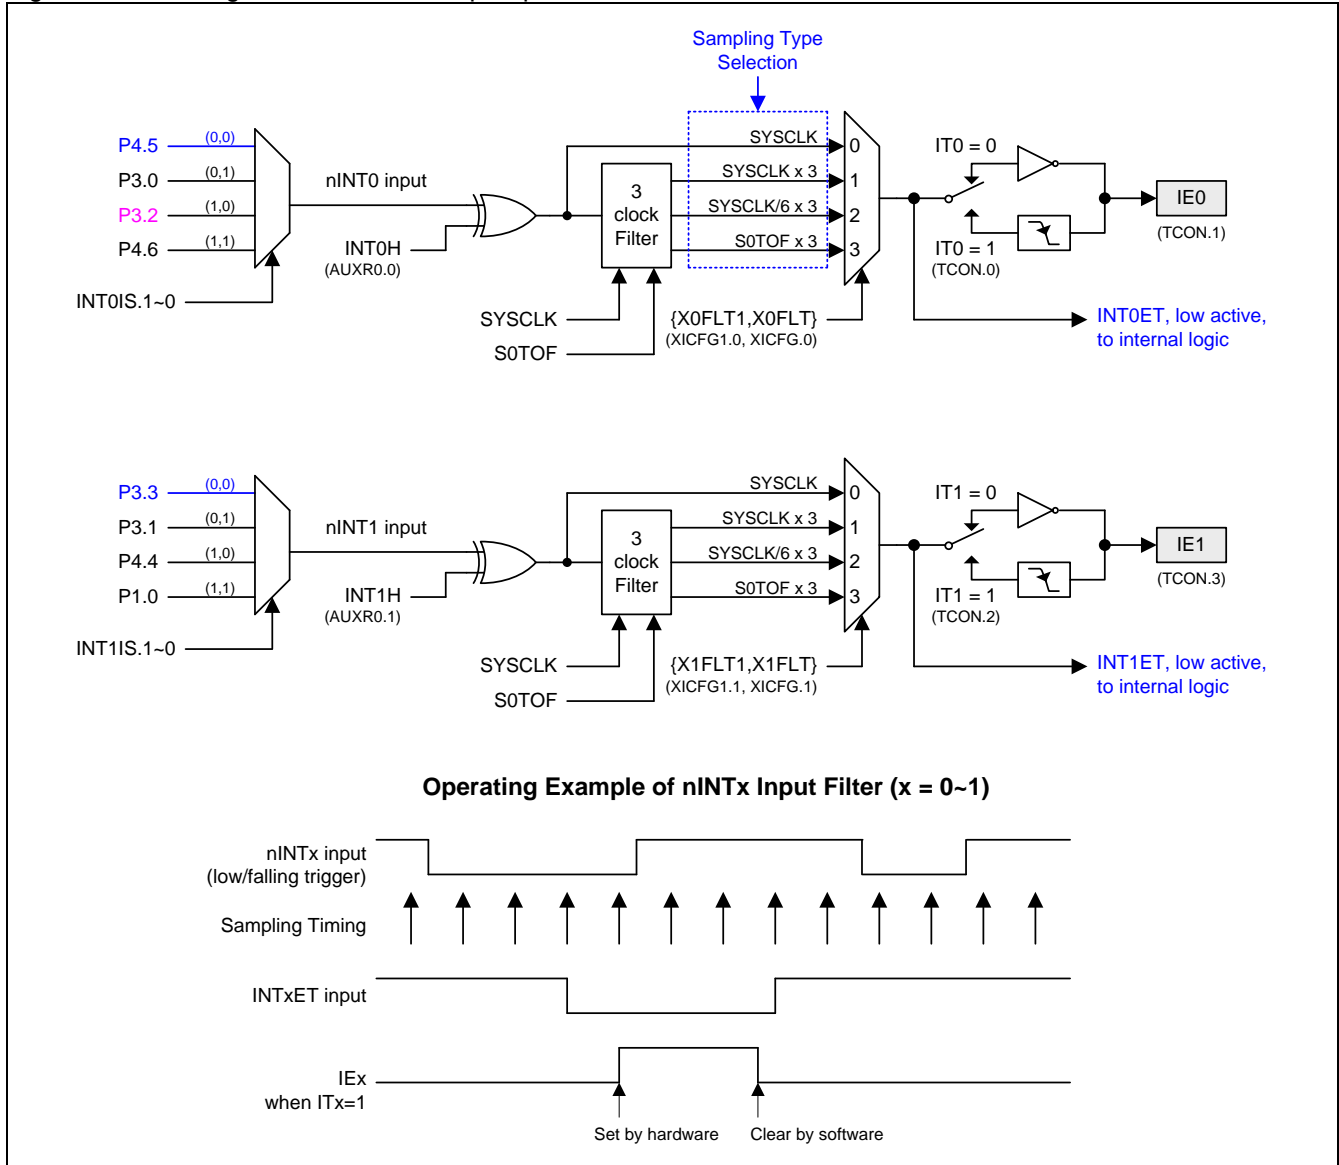 Sampling Type
Selection
P4.5 (0,0)
P3.0 (0,1)
P3.2 (1,0)
P4.6 (1,1)
INT0IS.1~0
nINT0 input
INT0H
(AUXR0.0)
3
clock
Filter
SYSCLK
SYSCLK x 3
SYSCLK/6 x 3
S0TOF x 3
0
1
2
3
SYSCLK
S0TOF
{X0FLT1,X0FLT}
(XICFG1.0, XICFG.0)
IT0 = 0
IT0 = 1
(TCON.0)
IE0
(TCON.1)
INT0ET, low active,
to internal logic
P3.3 (0,0)
P3.1 (0,1)
P4.4 (1,0)
P1.0 (1,1)
INT1IS.1~0
nINT1 input
INT1H
(AUXR0.1)
3
clock
Filter
SYSCLK
SYSCLK x 3
SYSCLK/6 x 3
S0TOF x 3
0
1
2
3
SYSCLK
S0TOF
{X1FLT1,X1FLT}
(XICFG1.1, XICFG.1)
IT1 = 0
IT1 = 1
(TCON.2)
IE1
(TCON.3)
INT1ET, low active,
to internal logic
Operating Example of nINTx Input Filter (x = 0~1)
nINTx input
(low/falling trigger)
Sampling Timing
INTxET input
IEx
when ITx=1
Set by hardware
Clear by software